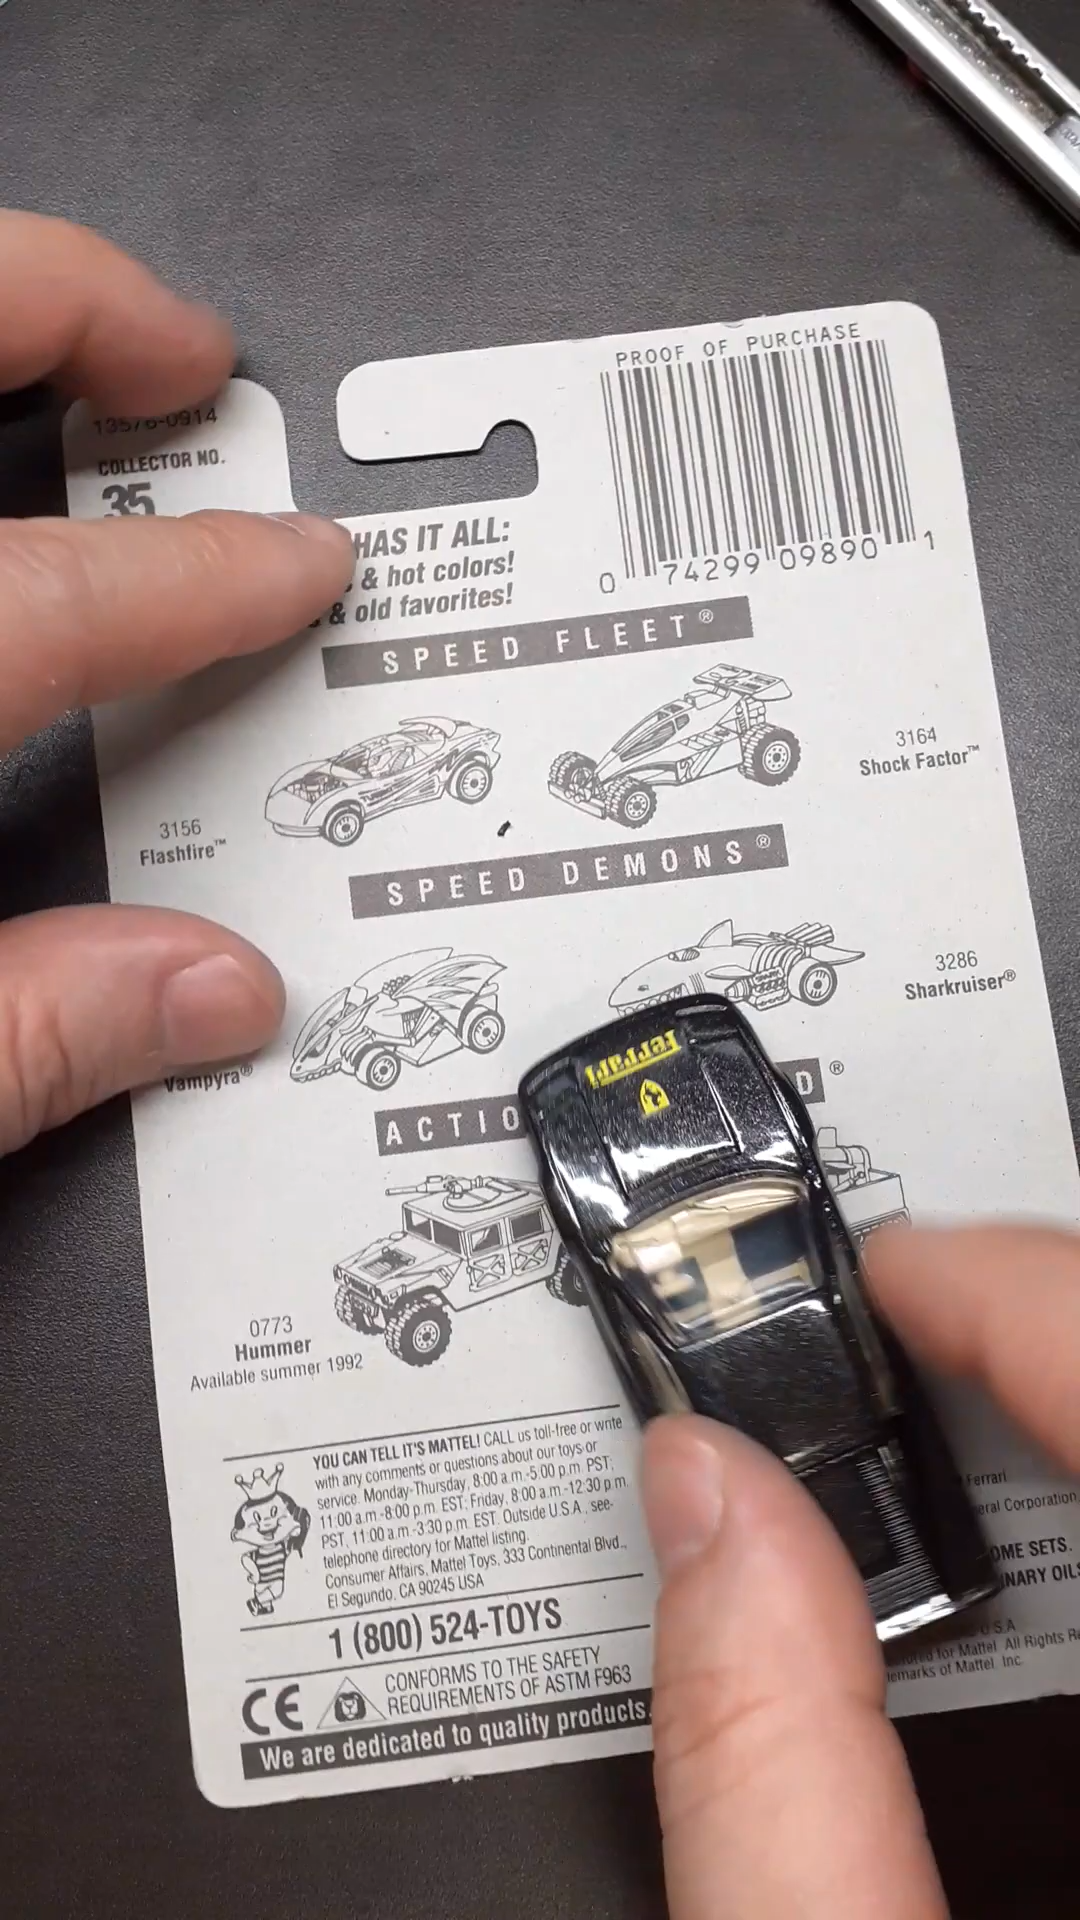 PROOF OF PURCHASE
0 74299 09890 1
13576-0914
COLLECTOR NO.
35
HAS IT ALL:
& hot colors!
& old favorites!
SPEED FLEET®
3156
Flashfire™
3164
Shock Factor™
SPEED DEMONS®
Vampyra®
3286
Sharkruiser®
ACTIO
D®
Ferrari
0773
Hummer
Available summer 1992
YOU CAN TELL IT'S MATTEL! CALL us toll-free or write
with any comments or questions about our toys or
service. Monday-Thursday, 8:00 a.m.-5:00 p.m. PST;
11:00 a.m.-8:00 p.m. EST; Friday, 8:00 a.m.-12:30 p.m.
PST, 11:00 a.m.-3:30 p.m. EST. Outside U.S.A., see
telephone directory for Mattel listing.
Consumer Affairs, Mattel Toys, 333 Continental Blvd.,
El Segundo, CA 90245 USA
1 (800) 524-TOYS
CE
CONFORMS TO THE SAFETY
REQUIREMENTS OF ASTM F963
We are dedicated to quality products.
Ferrari
eral Corporation
OME SETS.
INARY OILS
U.S.A.
for Mattel. All Rights Re
emarks of Mattel, Inc.